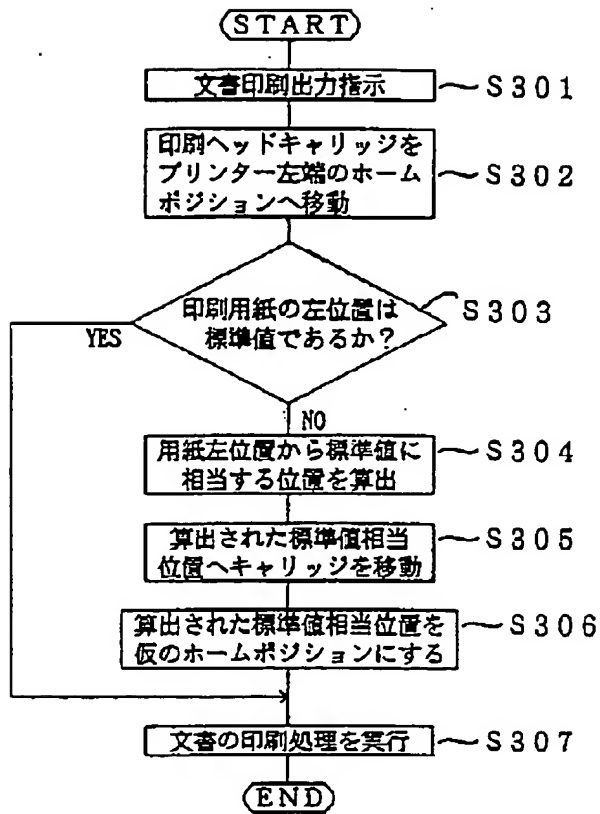 START
文書印刷出力指示
S301
印刷ヘッドキャリッジを
プリンター左端のホーム
ポジションへ移動
S302
印刷用紙の左位置は
標準値であるか?
S303
YES
NO
用紙左位置から標準値に
相当する位置を算出
S304
算出された標準値相当
位置へキャリッジを移動
S305
算出された標準値相当位置を
仮のホームポジションにする
S306
文書の印刷処理を実行
S307
END